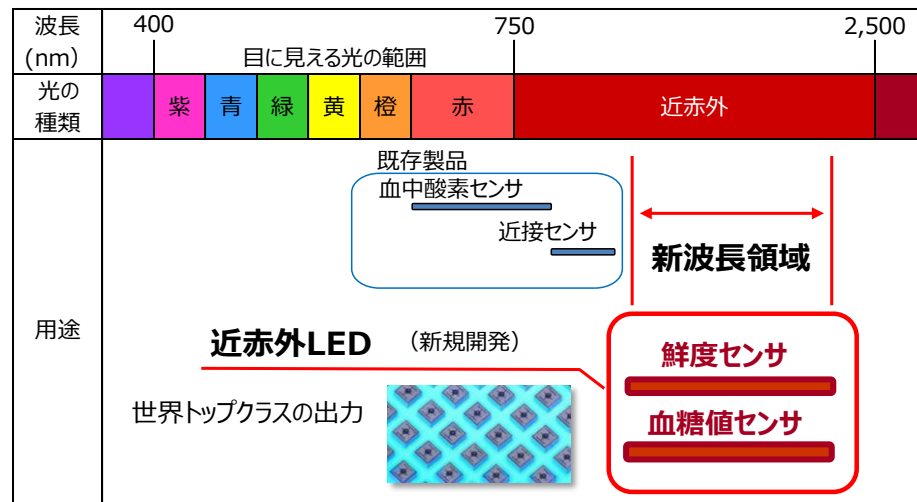 波長
(nm)
400
750
2,500
目に見える光の範囲
光の
種類
紫
青
緑
黄
橙
赤
近赤外
用途
既存製品
血中酸素センサ
近接センサ
新波長領域
近赤外LED
（新規開発）
世界トップクラスの出力
鮮度センサ
血糖値センサ